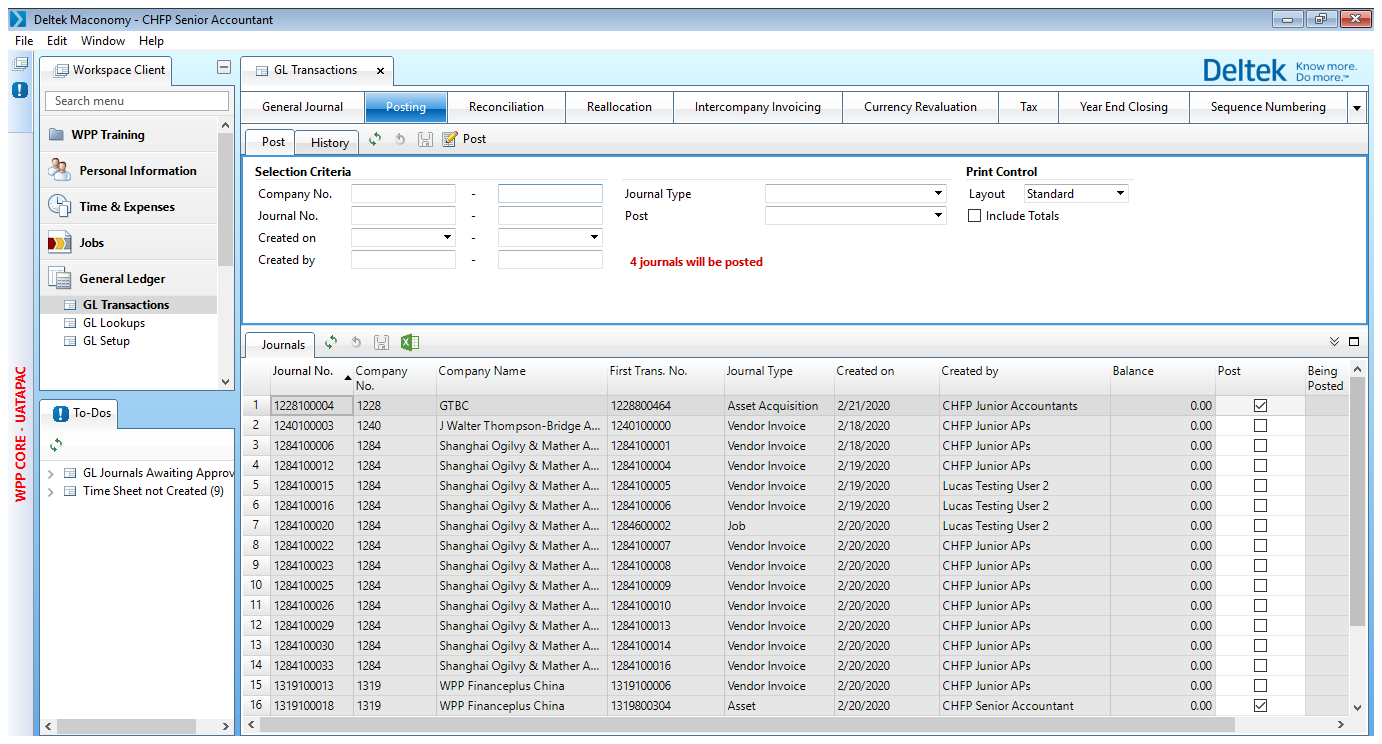 Deltek Maconomy - CHFP Senior Accountant
File Edit Window Help
Workspace Client
GL Transactions x
Deltek Know more. Do more.™
Search menu
General Journal Posting Reconciliation Reallocation Intercompany Invoicing Currency Revaluation Tax Year End Closing Sequence Numbering
WPP Training
Post History Post
Personal Information
Time & Expenses
Jobs
General Ledger
GL Transactions
GL Lookups
GL Setup
Selection Criteria Print Control
Company No. - Journal Type Layout Standard
Journal No. - Post Include Totals
Created on -
Created by - 4 journals will be posted
WPP CORE - UATAPAC
To-Dos
GL Journals Awaiting Approv
Time Sheet not Created (9)
Journals
Journal No. Company No. Company Name First Trans. No. Journal Type Created on Created by Balance Post Being Posted
1 1228100004 1228 GTBC 1228800464 Asset Acquisition 2/21/2020 CHFP Junior Accountants 0.00
2 1240100003 1240 J Walter Thompson-Bridge A... 1240100000 Vendor Invoice 2/18/2020 CHFP Junior APs 0.00
3 1284100006 1284 Shanghai Ogilvy & Mather A... 1284100001 Vendor Invoice 2/18/2020 CHFP Junior APs 0.00
4 1284100012 1284 Shanghai Ogilvy & Mather A... 1284100004 Vendor Invoice 2/19/2020 CHFP Junior APs 0.00
5 1284100015 1284 Shanghai Ogilvy & Mather A... 1284100005 Vendor Invoice 2/19/2020 Lucas Testing User 2 0.00
6 1284100016 1284 Shanghai Ogilvy & Mather A... 1284100006 Vendor Invoice 2/19/2020 Lucas Testing User 2 0.00
7 1284100020 1284 Shanghai Ogilvy & Mather A... 1284600002 Job 2/20/2020 Lucas Testing User 2 0.00
8 1284100022 1284 Shanghai Ogilvy & Mather A... 1284100007 Vendor Invoice 2/20/2020 CHFP Junior APs 0.00
9 1284100023 1284 Shanghai Ogilvy & Mather A... 1284100008 Vendor Invoice 2/20/2020 CHFP Junior APs 0.00
10 1284100025 1284 Shanghai Ogilvy & Mather A... 1284100009 Vendor Invoice 2/20/2020 CHFP Junior APs 0.00
11 1284100026 1284 Shanghai Ogilvy & Mather A... 1284100010 Vendor Invoice 2/20/2020 CHFP Junior APs 0.00
12 1284100029 1284 Shanghai Ogilvy & Mather A... 1284100013 Vendor Invoice 2/20/2020 CHFP Junior APs 0.00
13 1284100030 1284 Shanghai Ogilvy & Mather A... 1284100014 Vendor Invoice 2/20/2020 CHFP Junior APs 0.00
14 1284100033 1284 Shanghai Ogilvy & Mather A... 1284100016 Vendor Invoice 2/20/2020 CHFP Junior APs 0.00
15 1319100013 1319 WPP Financeplus China 1319100006 Vendor Invoice 2/20/2020 CHFP Junior APs 0.00
16 1319100018 1319 WPP Financeplus China 1319800304 Asset 2/20/2020 CHFP Senior Accountant 0.00